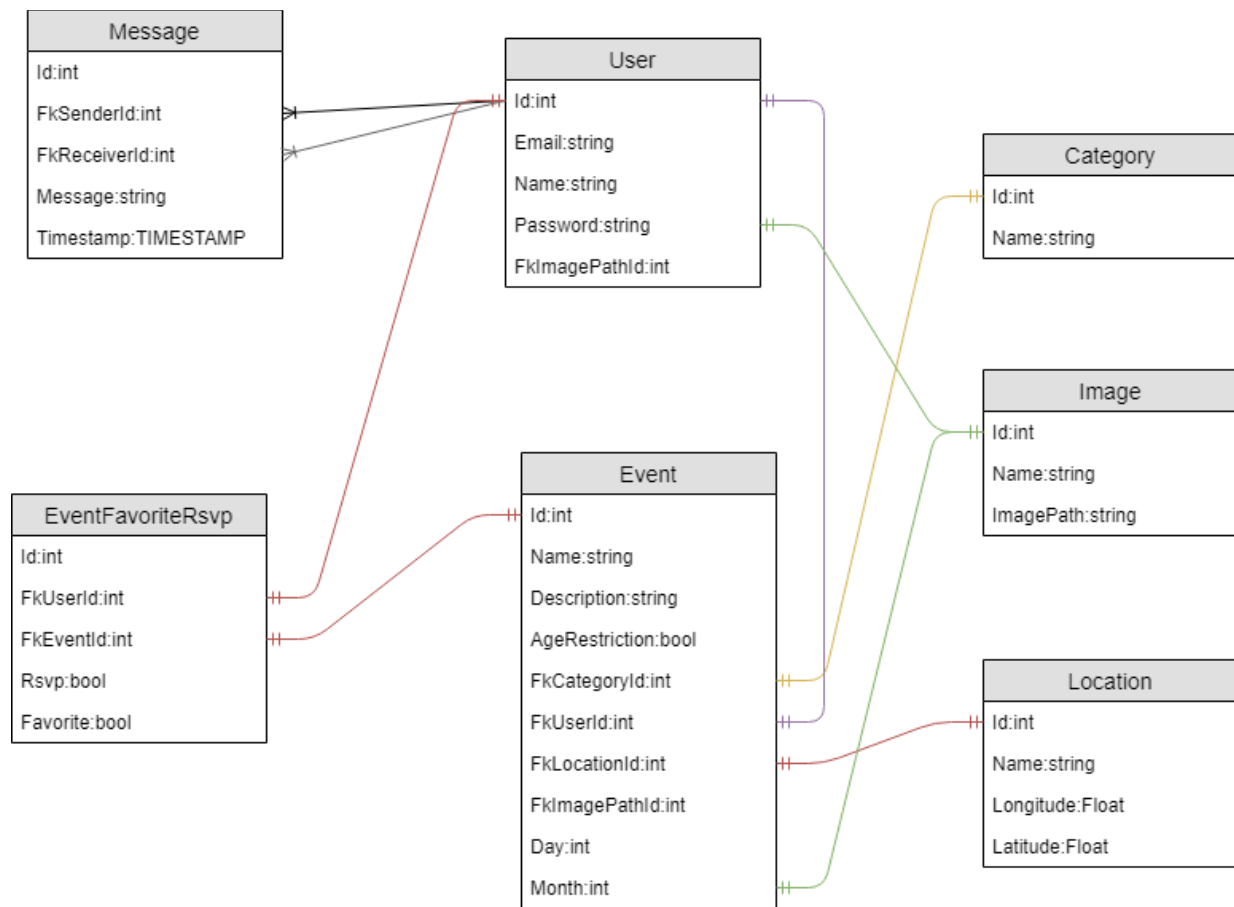 Message
Id:int
FkSenderId:int
FkReceiverId:int
Message:string
Timestamp:TIMESTAMP
User
Id:int
Email:string
Name:string
Password:string
FkImagePathId:int
Category
Id:int
Name:string
Image
Id:int
Name:string
ImagePath:string
EventFavoriteRsvp
Id:int
FkUserId:int
FkEventId:int
Rsvp:bool
Favorite:bool
Event
Id:int
Name:string
Description:string
AgeRestriction:bool
FkCategoryId:int
FkUserId:int
FkLocationId:int
FkImagePathId:int
Day:int
Month:int
Location
Id:int
Name:string
Longitude:Float
Latitude:Float